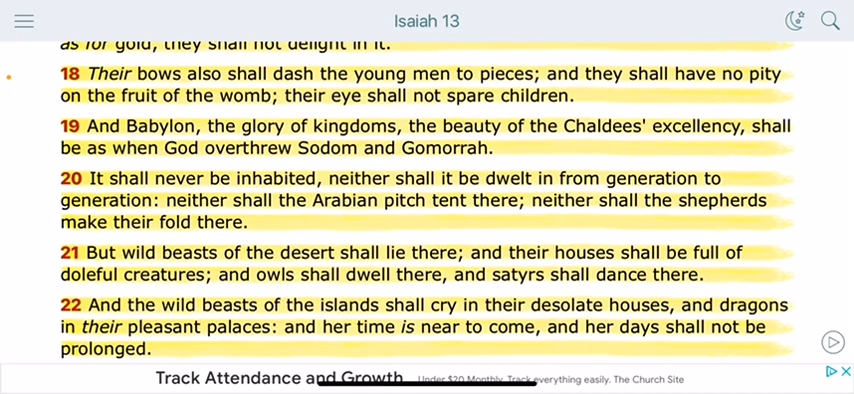 Isaiah 13
as for gold, they shall not delight in it.
18 Their bows also shall dash the young men to pieces; and they shall have no pity
on the fruit of the womb; their eye shall not spare children.
19 And Babylon, the glory of kingdoms, the beauty of the Chaldees' excellency, shall
be as when God overthrew Sodom and Gomorrah.
20 It shall never be inhabited, neither shall it be dwelt in from generation to
generation: neither shall the Arabian pitch tent there; neither shall the shepherds
make their fold there.
21 But wild beasts of the desert shall lie there; and their houses shall be full of
doleful creatures; and owls shall dwell there, and satyrs shall dance there.
22 And the wild beasts of the islands shall cry in their desolate houses, and dragons
in their pleasant palaces: and her time is near to come, and her days shall not be
prolonged.
Track Attendance and Growth Under $20 Monthly. Track everything easily. The Church Site